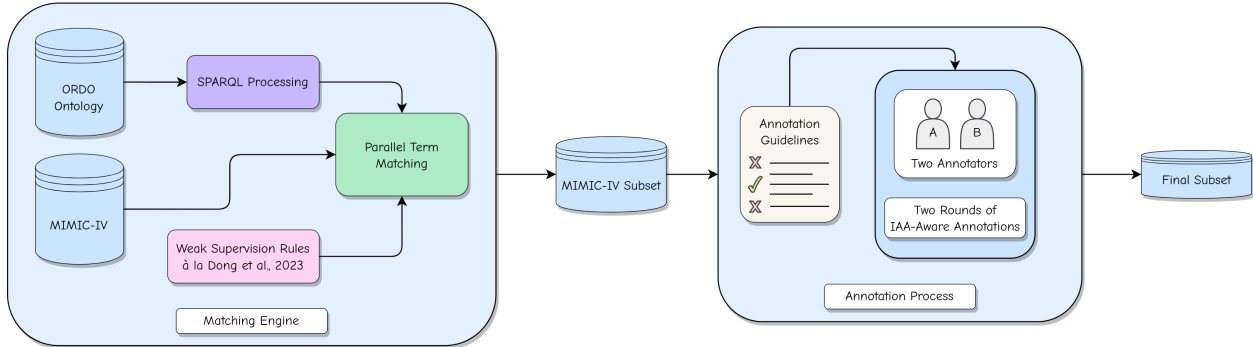 ORDO
Ontology
SPARQL Processing
Parallel Term
Matching
MIMIC-IV
Weak Supervision Rules
à la Dong et al., 2023
Matching Engine
MIMIC-IV Subset
Annotation
Guidelines
X
✓
X
A
B
Two Annotators
Two Rounds of
IAA-Aware Annotations
Annotation Process
Final Subset